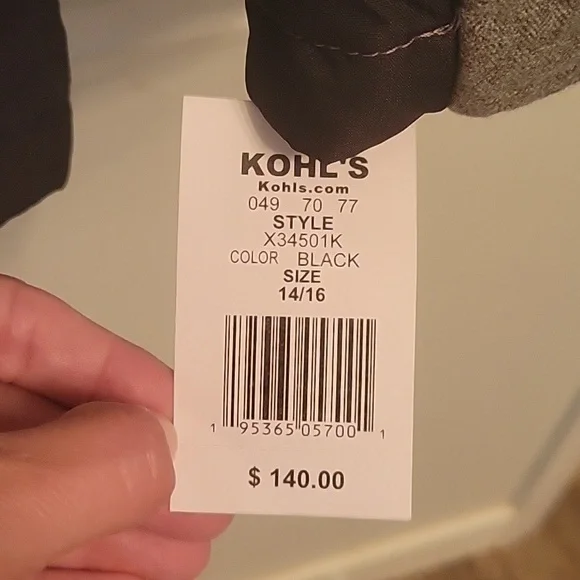 KOHL'S
Kohls.com
049 70 77
STYLE
X34501K
COLOR BLACK
SIZE
14/16
1 95365 05700 1
$ 140.00